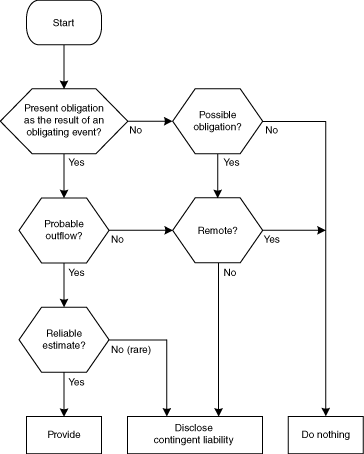 Start
Present obligation
as the result of an
obligating event?
No
Possible
obligation?
No
Yes
Yes
Probable
outflow?
No
Remote?
Yes
Yes
No
Reliable
estimate?
No (rare)
Yes
Provide
Disclose
contingent liability
Do nothing